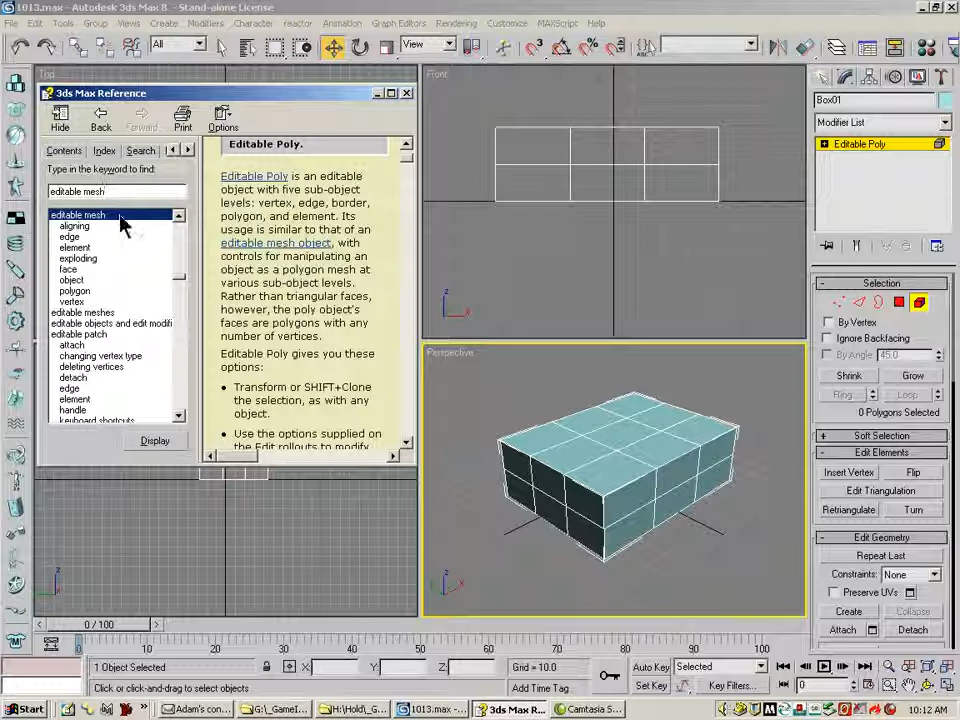 1013.max - Autodesk 3ds Max 8 - Stand-alone License
File Edit Tools Group Views Create Modifiers Character reactor Animation Graph Editors Rendering Customize MAXScript Help
All View
Top
3ds Max Reference
Hide Back Forward Print Options
Contents Index Search
Type in the keyword to find:
editable mesh
editable mesh
aligning
edge
element
exploding
face
object
polygon
vertex
editable meshes
editable objects and edit modifi
editable patch
attach
changing vertex type
deleting vertices
detach
edge
element
handle
keyboard shortcuts
Display
Editable Poly.
Editable Poly is an editable
object with five sub-object
levels: vertex, edge, border,
polygon, and element. Its
usage is similar to that of an
editable mesh object, with
controls for manipulating an
object as a polygon mesh at
various sub-object levels.
Rather than triangular faces,
however, the poly object's
faces are polygons with any
number of vertices.
Editable Poly gives you these
options:
• Transform or SHIFT+Clone
the selection, as with any
object.
• Use the options supplied on
the Edit rollouts to modify
Front
Perspective
z
x
z
x
z
Box01
Modifier List
Editable Poly
Selection
By Vertex
Ignore Backfacing
By Angle 45.0
Shrink Grow
Ring Loop
0 Polygons Selected
+ Soft Selection
- Edit Elements
Insert Vertex Flip
Edit Triangulation
Retriangulate Turn
- Edit Geometry
Repeat Last
Constraints: None
Preserve UVs
Create Collapse
Attach Detach
0 / 100
10 20 30 40 50 60 70 80 90 100
1 Object Selected X: Y: Z: Grid = 10.0 Auto Key Selected
Click or click-and-drag to select objects Add Time Tag Set Key Key Filters... 0
Start Adam's con... G:\_GameI... H:\Hold\_G... 1013.max -... 3ds Max R... Camtasia S... 10:12 AM